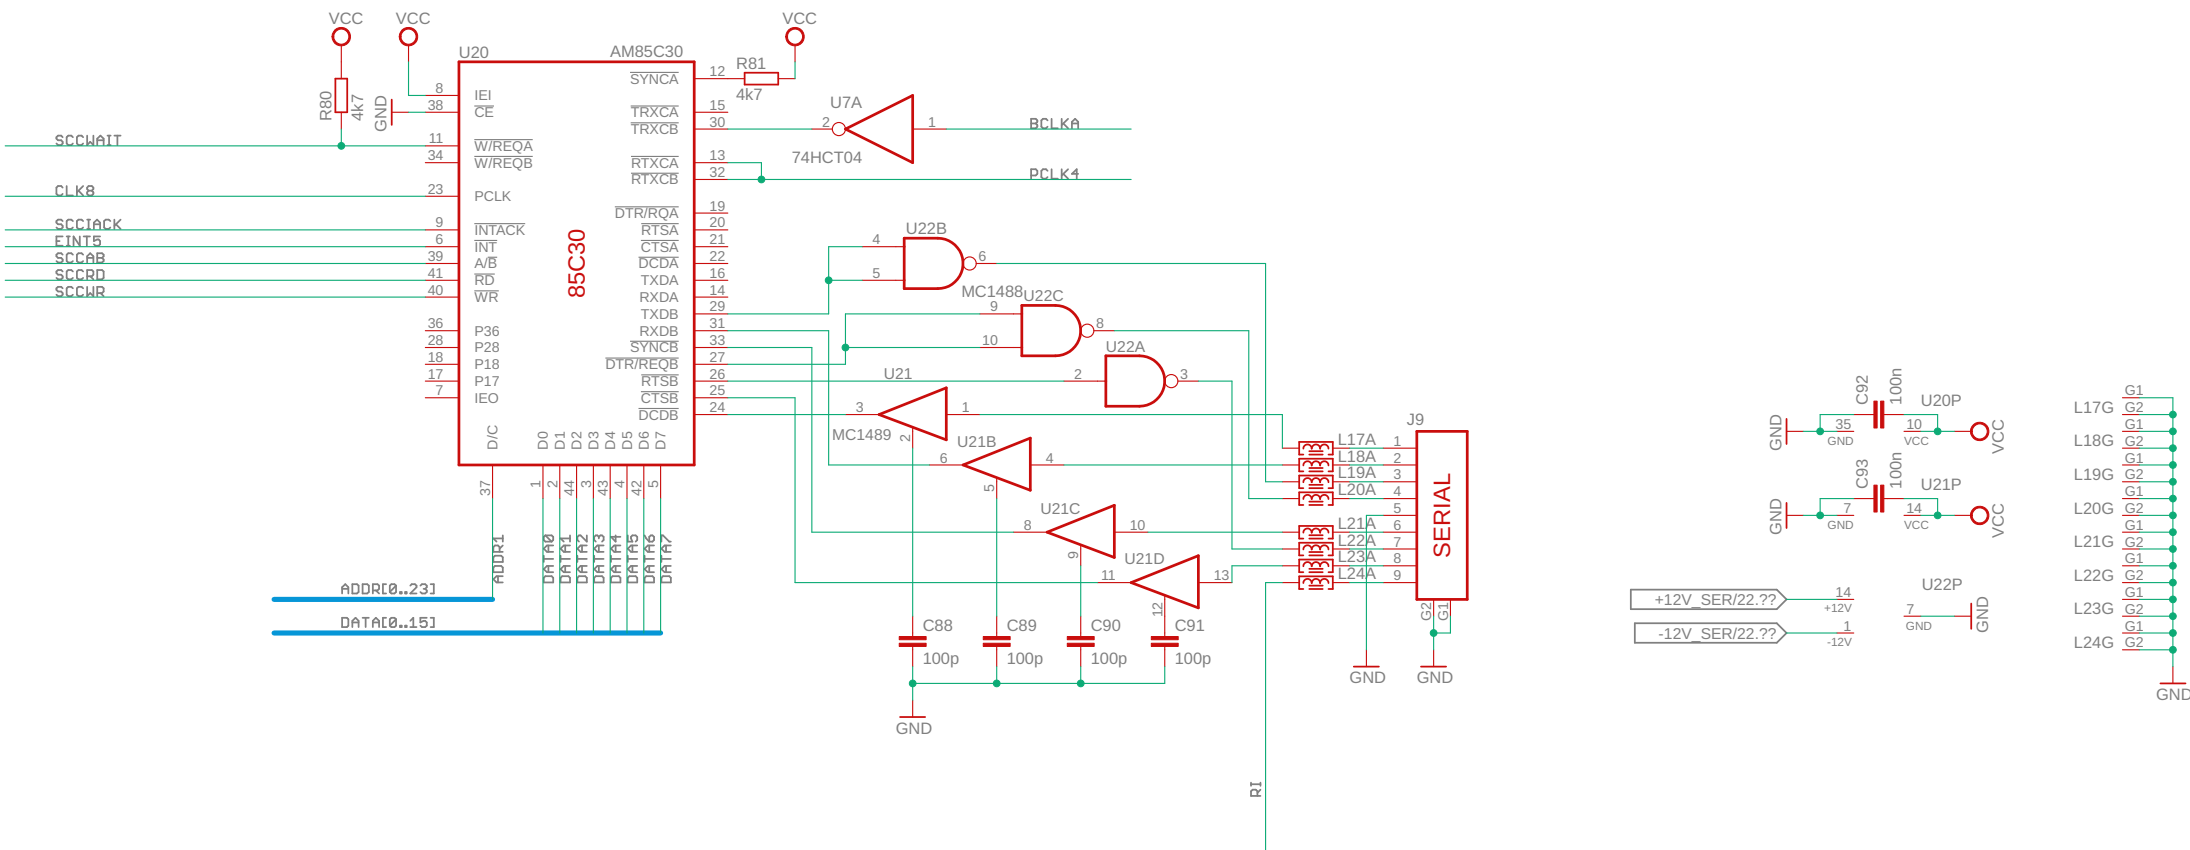 VCC
VCC
VCC
U20
AM85C30
R80
4k7
GND
R81
4k7
U7A
74HCT04
2
1
BCLKA
PCLK4
SCCWAIT
CLK8
SCCIACK
EINT5
SCCAB
SCCRD
SCCWR
8 IEI
38 CE
11 W/REQA
34 W/REQB
23 PCLK
9 INTACK
6 INT
39 A/B
41 RD
40 WR
36 P36
28 P28
18 P18
17 P17
7 IEO
85C30
SYNCA 12
TRXCA 15
TRXCB 30
RTXCA 13
RTXCB 32
DTR/RQA 19
RTSA 20
CTSA 21
DCDA 22
TXDA 16
RXDA 14
TXDB 29
RXDB 31
SYNCB 33
DTR/REQB 27
RTSB 26
CTSB 25
DCDB 24
D/C D0 D1 D2 D3 D4 D5 D6 D7
37 1 2 44 3 43 4 42 5
ADDR1 DATA0 DATA1 DATA2 DATA3 DATA4 DATA5 DATA6 DATA7
ADDR[0..23]
DATA[0..15]
U22B
4
5
6
MC1488
U22C
9
10
8
U22A
2
3
U21
3
1
2
MC1489
U21B
6
4
5
U21C
8
10
9
U21D
11
13
12
C88
100p
C89
100p
C90
100p
C91
100p
GND
J9
L17A 1
L18A 2
L19A 3
L20A 4
5
L21A 6
L22A 7
L23A 8
L24A 9
SERIAL
G2
G1
GND
GND
RI
C92
100n
U20P
GND
35
GND
10
VCC
VCC
C93
100n
U21P
GND
7
GND
14
VCC
VCC
U22P
+12V_SER/22.??
14
+12V
-12V_SER/22.??
1
-12V
7
GND
GND
G1
L17G G2
G1
L18G G2
G1
L19G G2
G1
L20G G2
G1
L21G G2
G1
L22G G2
G1
L23G G2
G1
L24G G2
GND